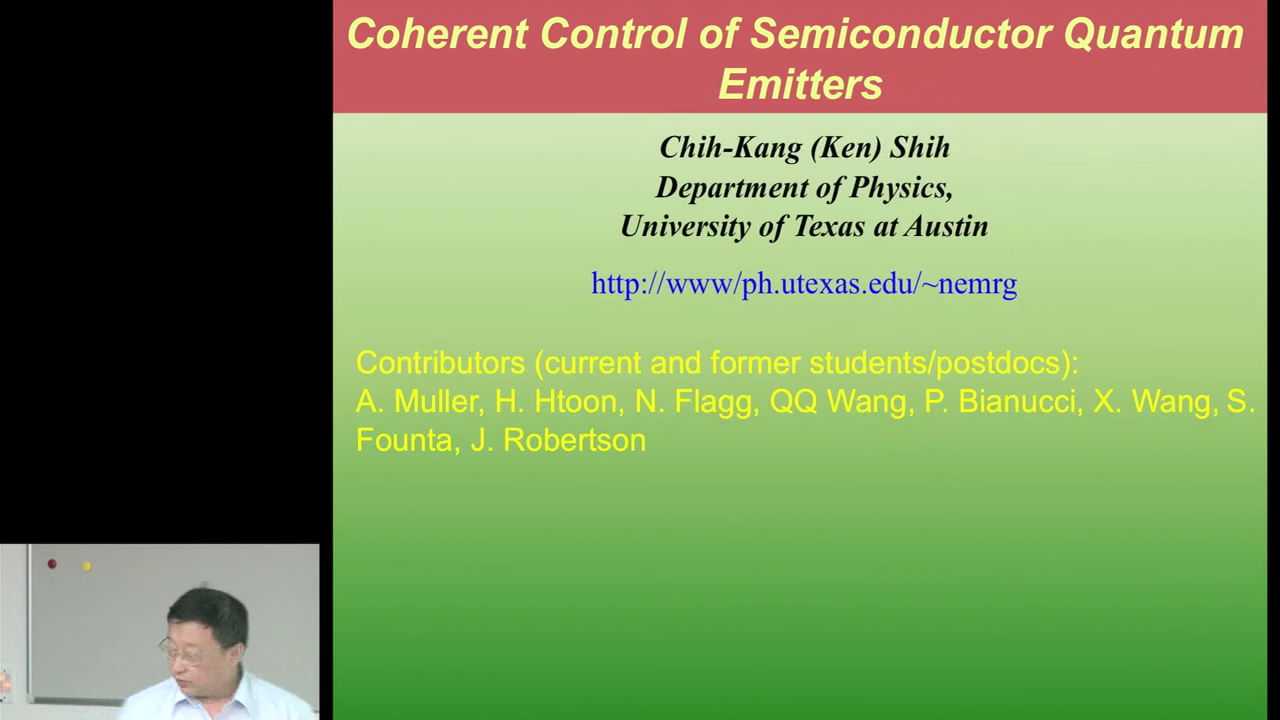 Coherent Control of Semiconductor Quantum
Emitters
Chih-Kang (Ken) Shih
Department of Physics,
University of Texas at Austin
http://www/ph.utexas.edu/~nemrg
Contributors (current and former students/postdocs):
A. Muller, H. Htoon, N. Flagg, QQ Wang, P. Bianucci, X. Wang, S.
Founta, J. Robertson